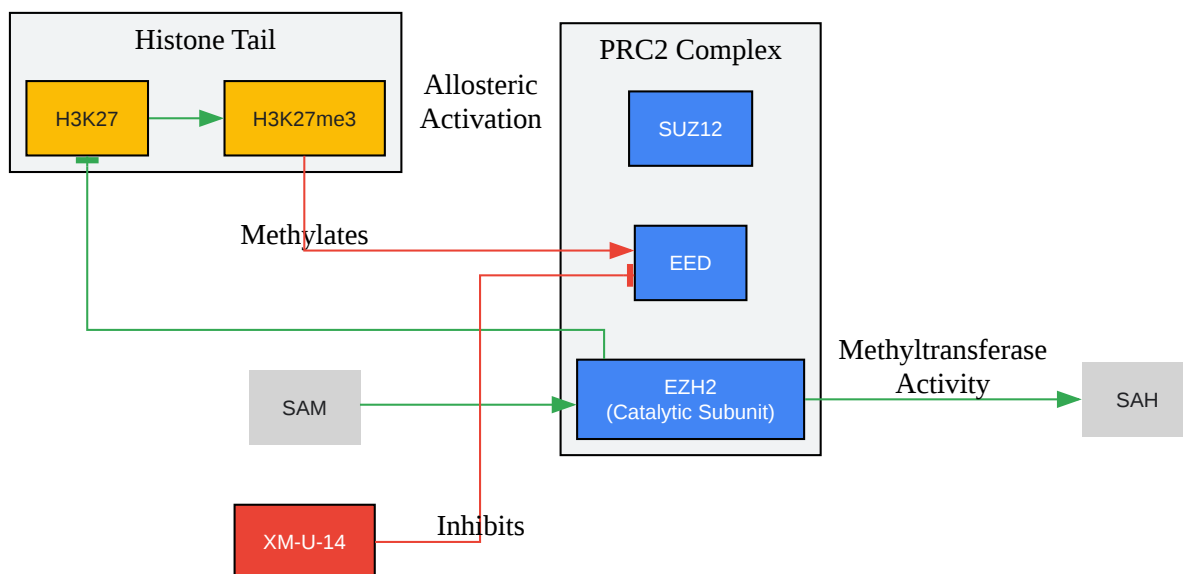 Histone Tail
H3K27
H3K27me3
Allosteric
Activation
PRC2 Complex
SUZ12
Methylates
EED
Methyltransferase
Activity
SAM
EZH2
(Catalytic Subunit)
SAH
Inhibits
XM-U-14